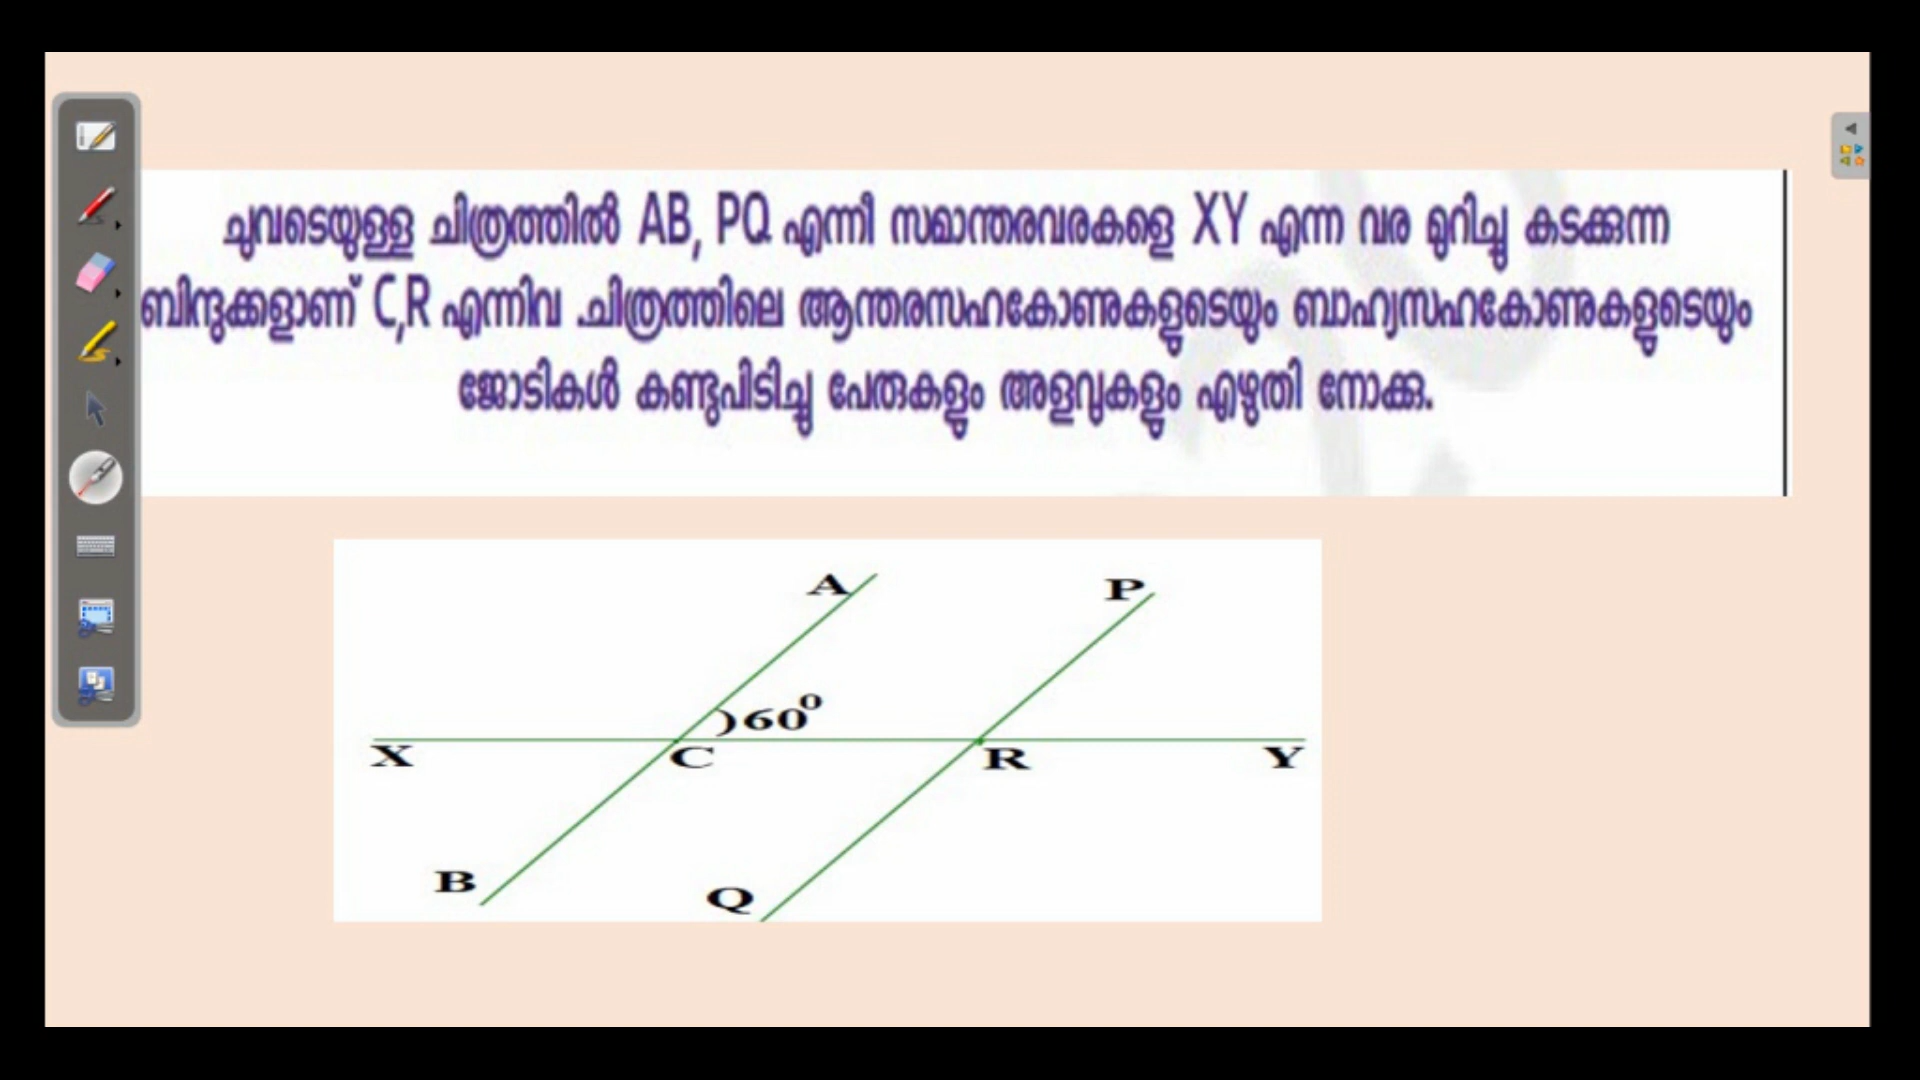 ചുവടെയുള്ള ചിത്രത്തിൽ AB, PQ എന്നീ സമാന്തരവരകളെ XY എന്ന വര മുറിച്ചു കടക്കുന്ന
ബിന്ദുക്കളാണ് C,R എന്നിവ .ചിത്രത്തിലെ ആന്തരസഹകോണുകളുടെയും ബാഹ്യസഹകോണുകളുടെയും
ജോടികൾ കണ്ടുപിടിച്ചു പേരുകളും അളവുകളും എഴുതി നോക്കൂ.
A P
)60⁰
X C R Y
B Q